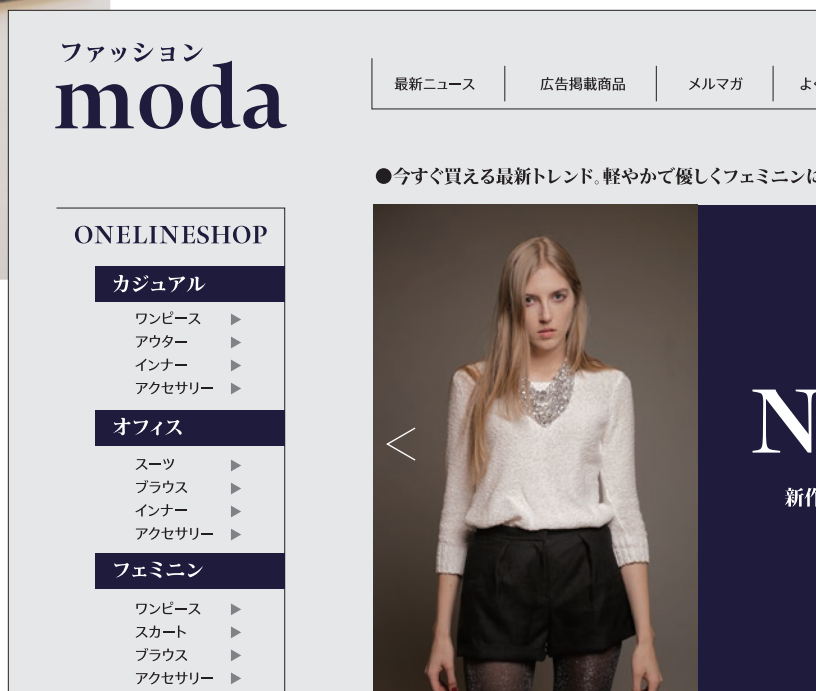 ファッション
moda
最新ニュース
広告掲載商品
メルマガ
●今すぐ買える最新トレンド。軽やかで優しくフェミニンに
ONELINESHOP
カジュアル
ワンピース ▶
アウター ▶
インナー ▶
アクセサリー ▶
オフィス
スーツ ▶
ブラウス ▶
インナー ▶
アクセサリー ▶
フェミニン
ワンピース ▶
スカート ▶
ブラウス ▶
アクセサリー ▶
N
新作